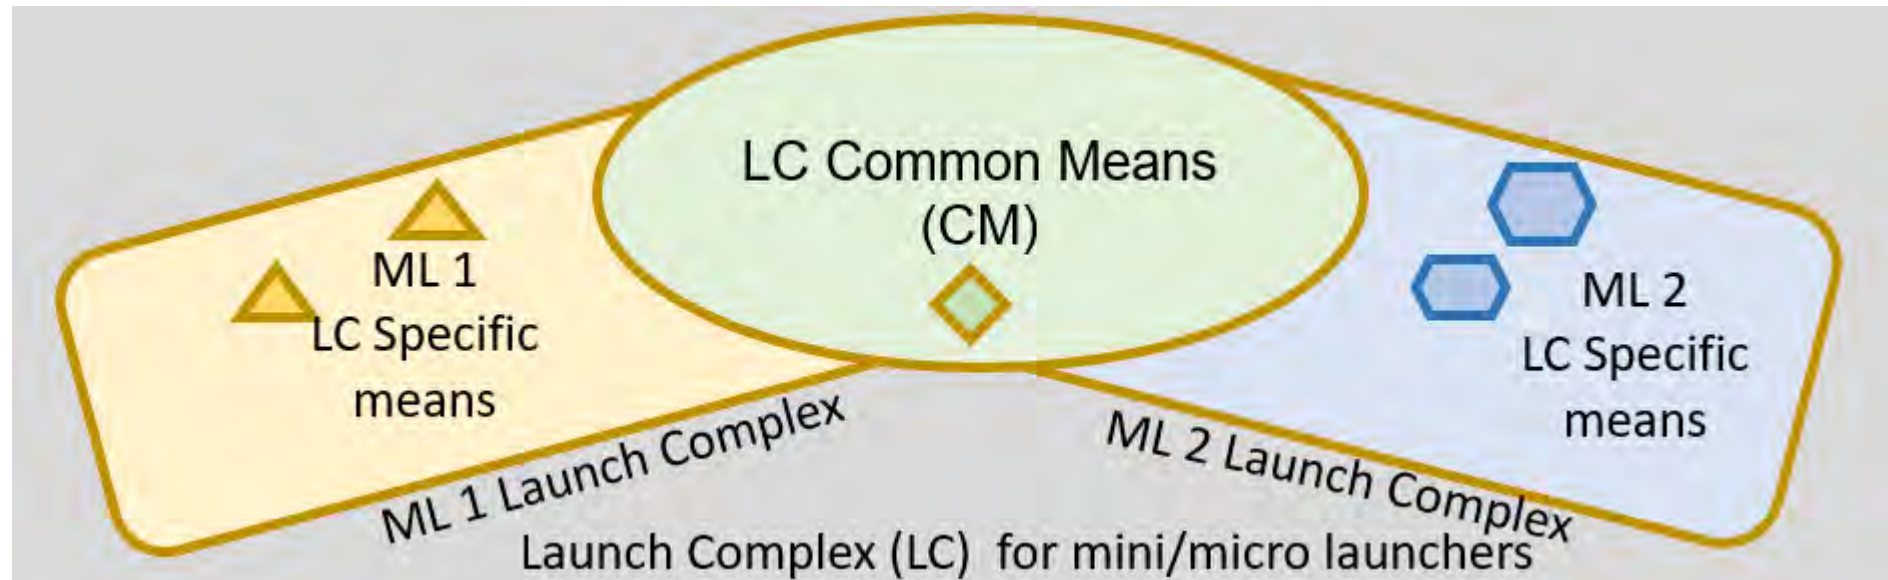 LC Common Means
(CM)
ML 1
LC Specific
means
ML 2
LC Specific
means
ML 1 Launch Complex
ML 2 Launch Complex
Launch Complex (LC) for mini/micro launchers